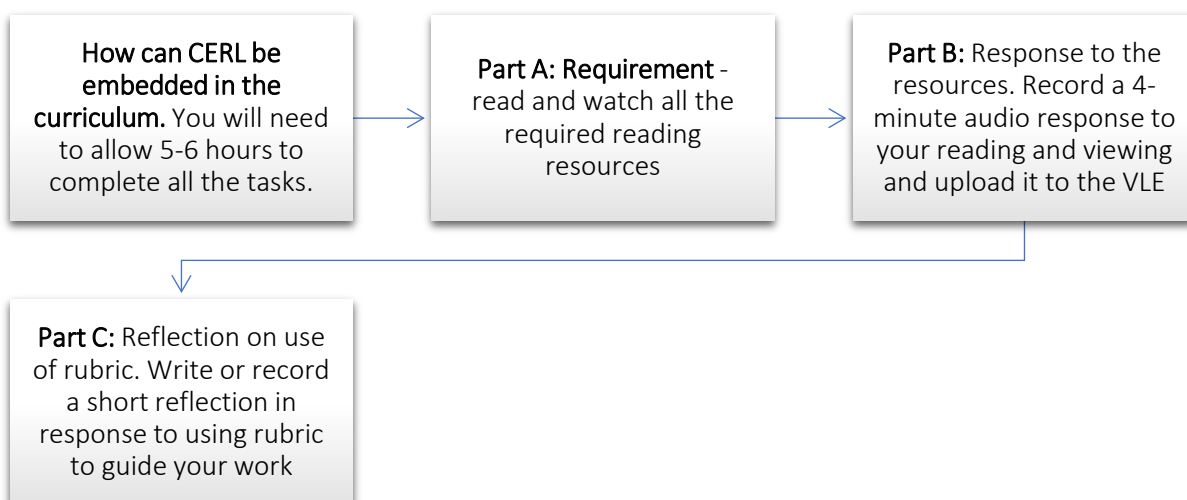 How can CERL be
embedded in the
curriculum. You will need
to allow 5-6 hours to
complete all the tasks.
Part A: Requirement -
read and watch all the
required reading
resources
Part B: Response to the
resources. Record a 4-
minute audio response to
your reading and viewing
and upload it to the VLE
Part C: Reflection on use
of rubric. Write or record
a short reflection in
response to using rubric
to guide your work